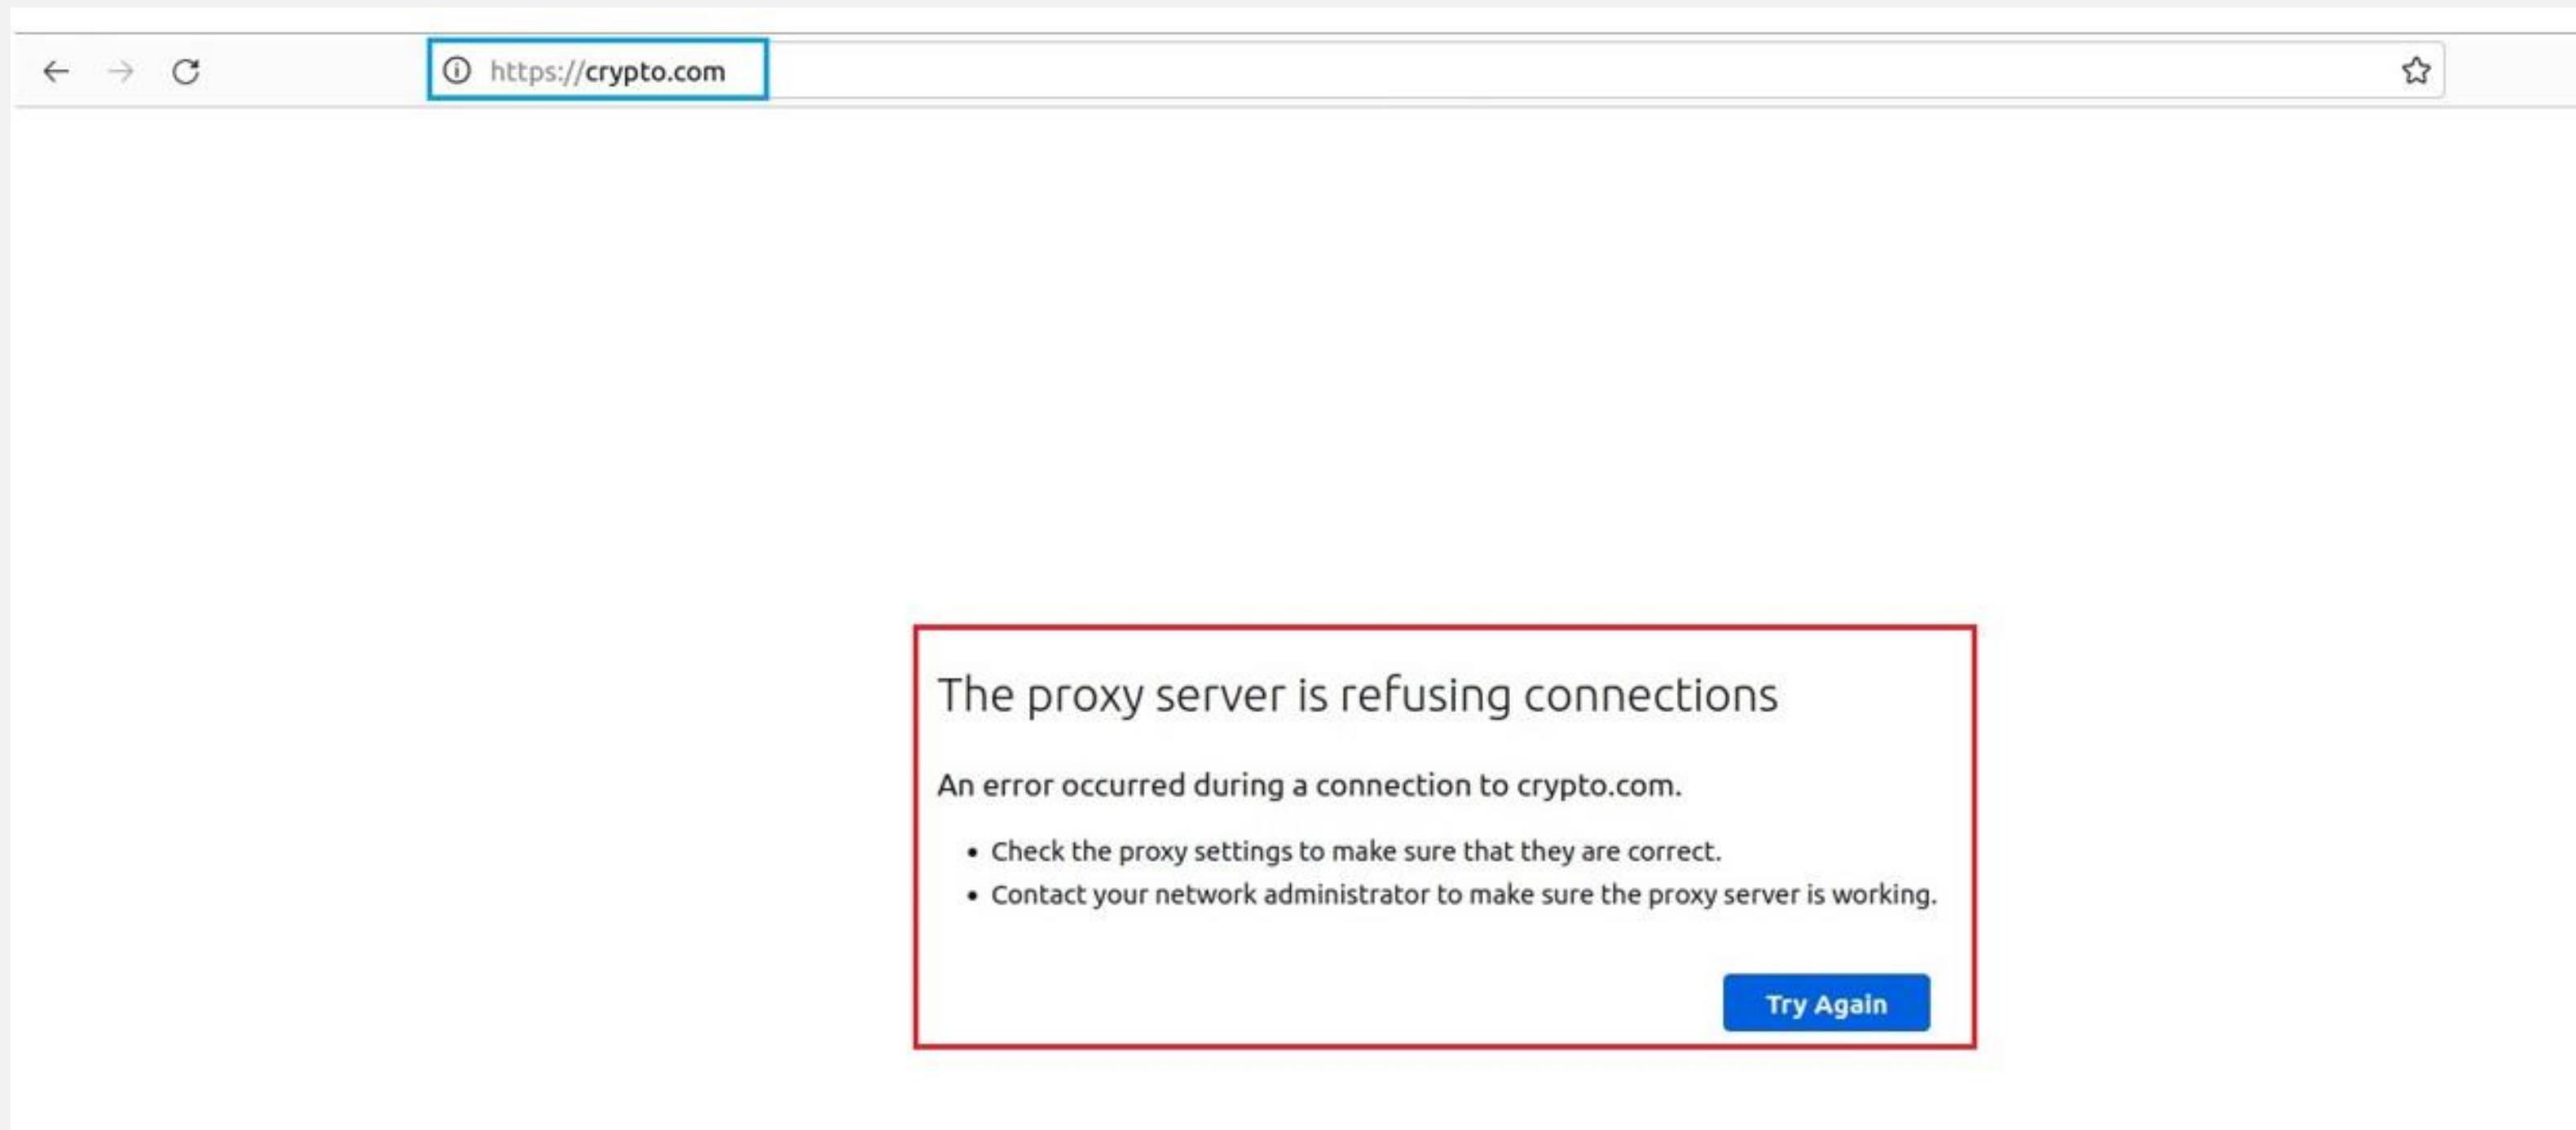 https://crypto.com
The proxy server is refusing connections
An error occurred during a connection to crypto.com.
• Check the proxy settings to make sure that they are correct.
• Contact your network administrator to make sure the proxy server is working.
Try Again